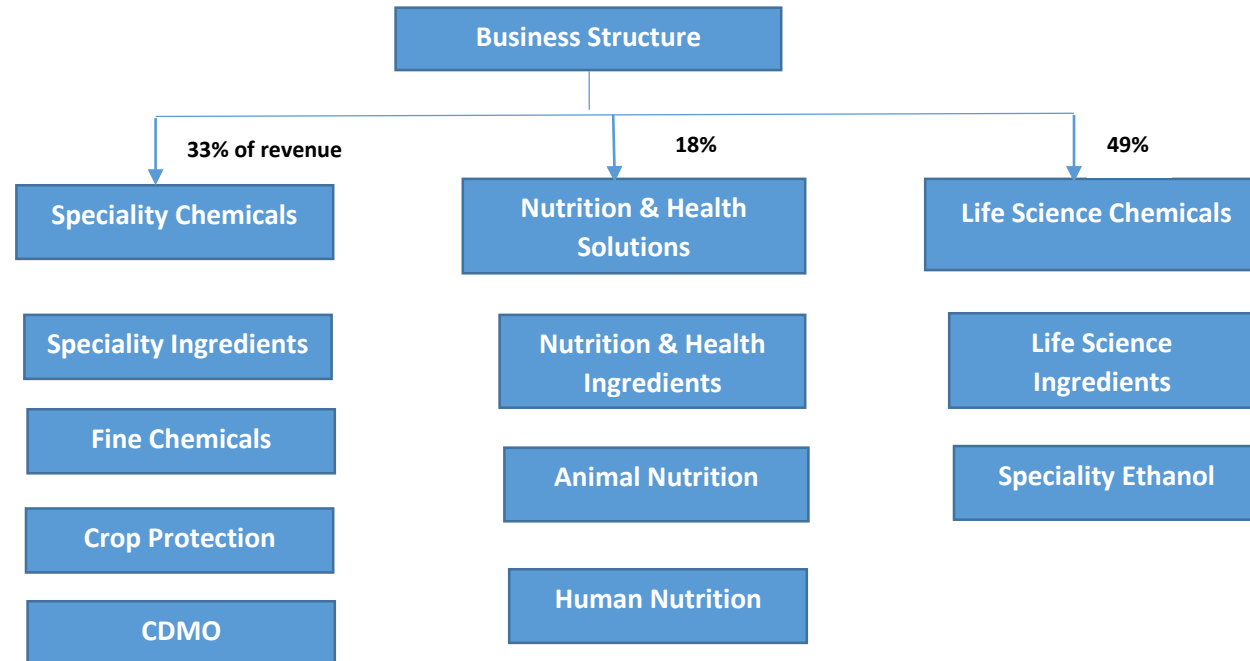 Business Structure
33% of revenue
18%
49%
Speciality Chemicals
Nutrition & Health
Solutions
Life Science Chemicals
Speciality Ingredients
Nutrition & Health
Ingredients
Life Science
Ingredients
Fine Chemicals
Animal Nutrition
Speciality Ethanol
Crop Protection
Human Nutrition
CDMO